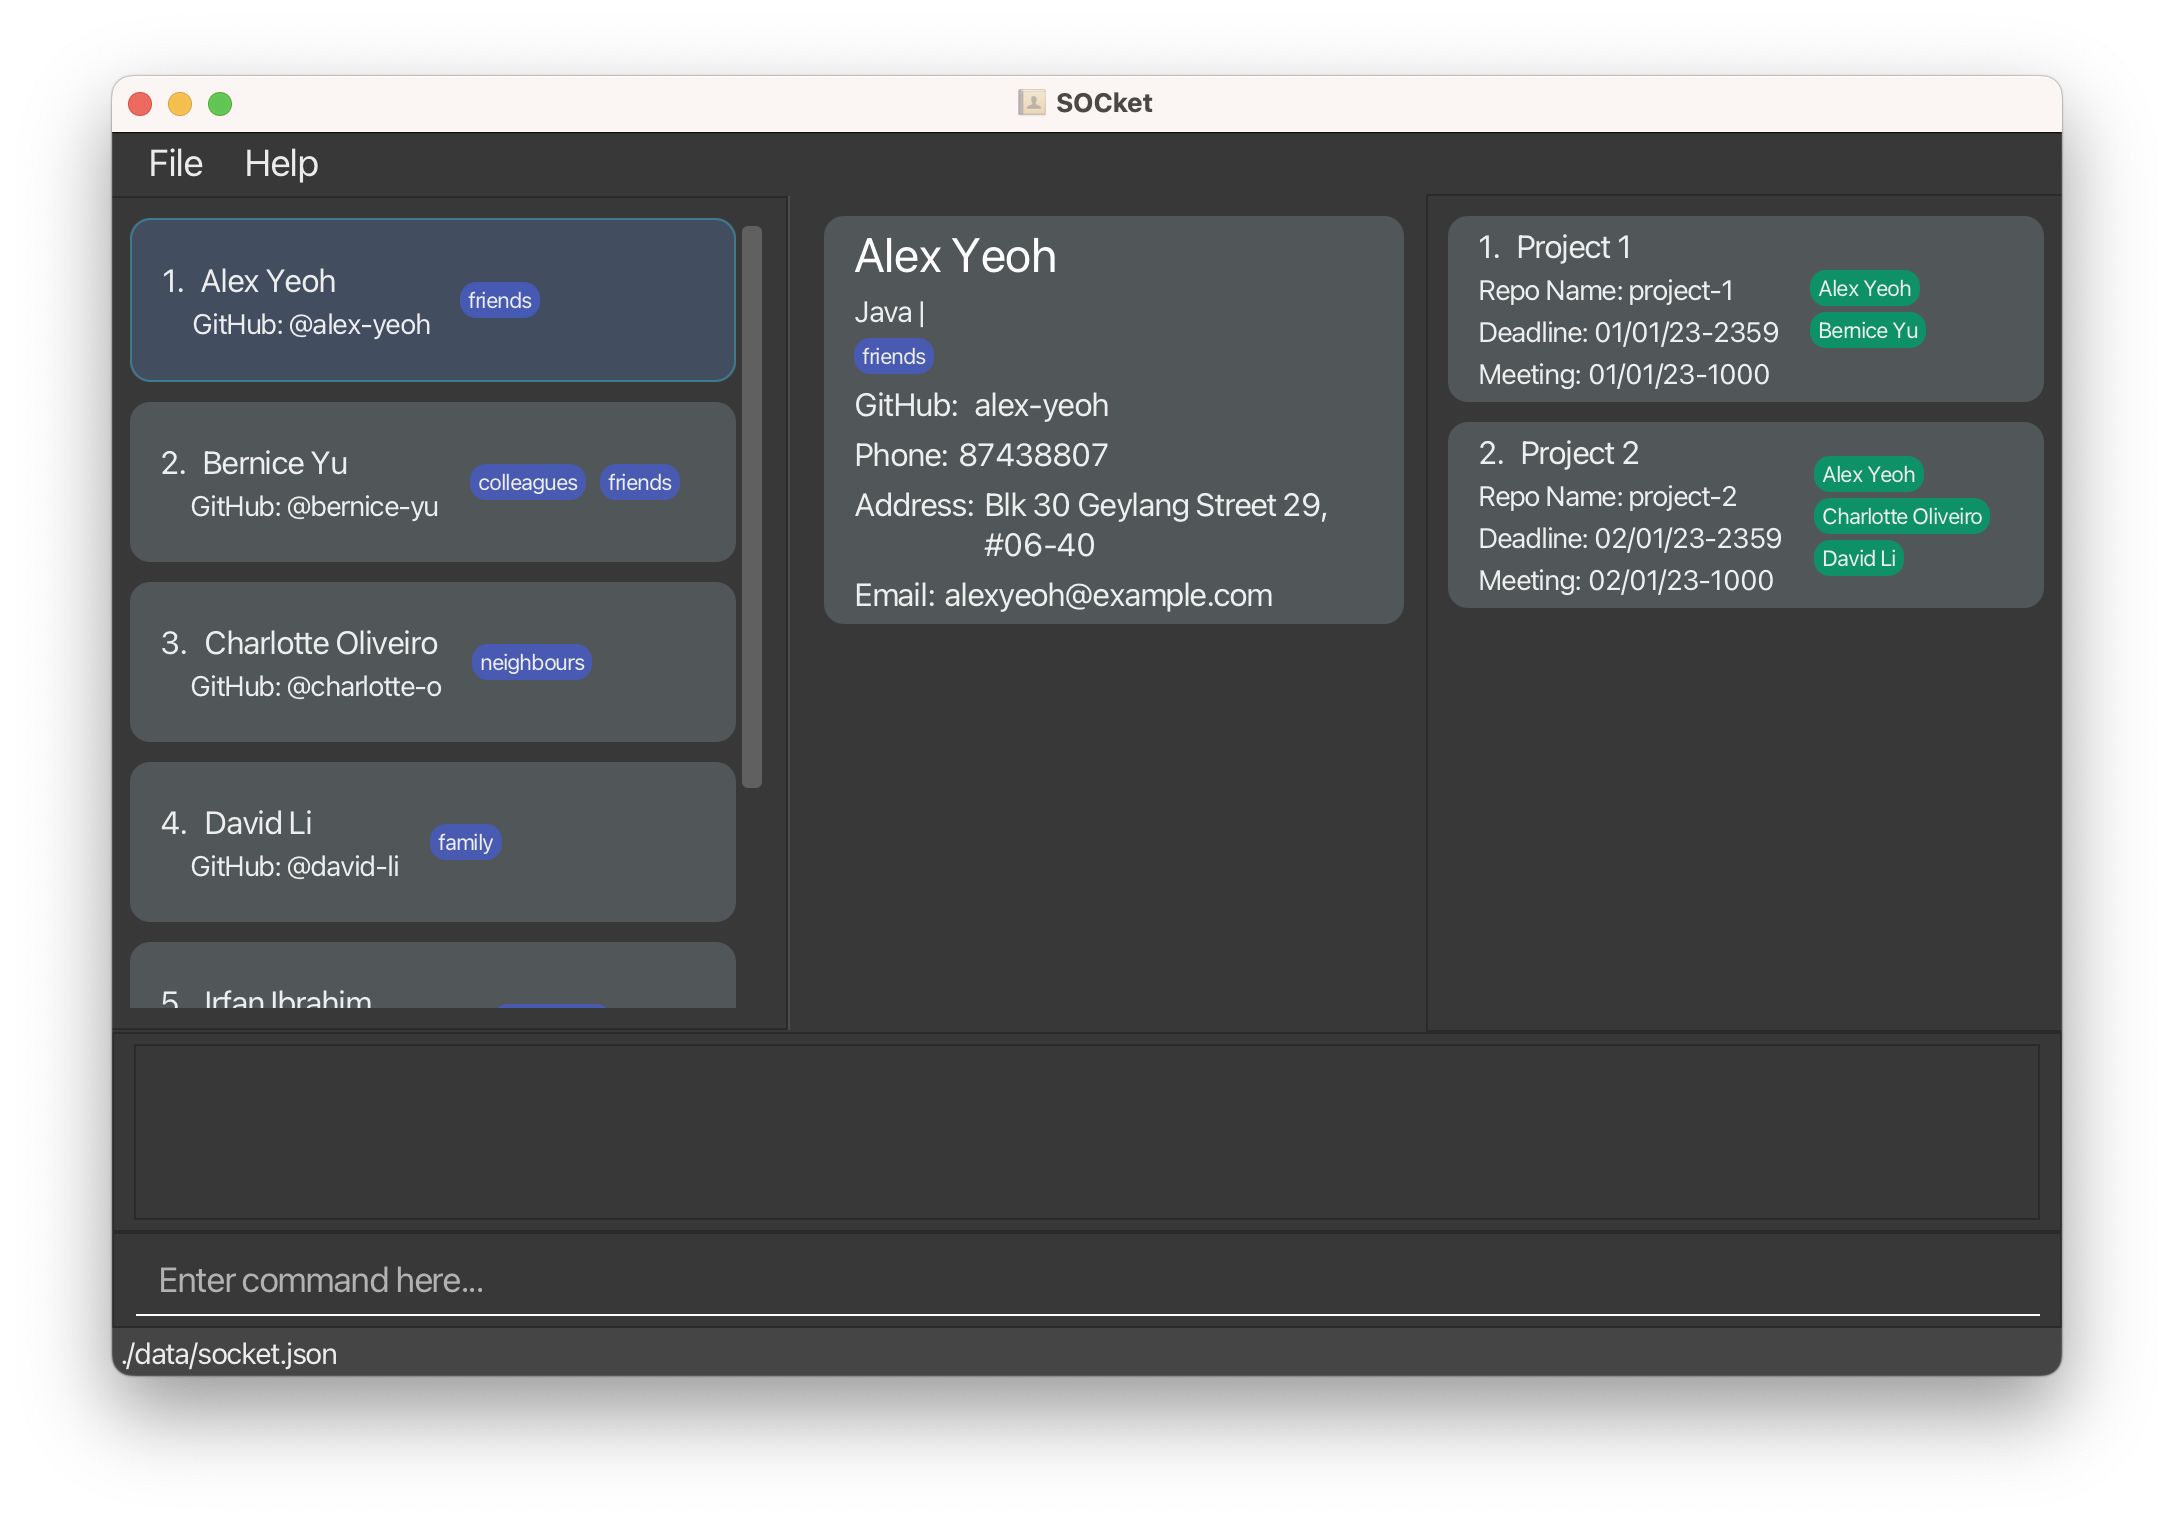 SOCket
File Help
1. Alex Yeoh
GitHub: @alex-yeoh
friends
2. Bernice Yu
GitHub: @bernice-yu
colleagues friends
3. Charlotte Oliveiro
GitHub: @charlotte-o
neighbours
4. David Li
GitHub: @david-li
family
5. Irfan Ibrahim
Alex Yeoh
Java |
friends
GitHub: alex-yeoh
Phone: 87438807
Address: Blk 30 Geylang Street 29,
#06-40
Email: alexyeoh@example.com
1. Project 1
Repo Name: project-1
Deadline: 01/01/23-2359
Meeting: 01/01/23-1000
Alex Yeoh
Bernice Yu
2. Project 2
Repo Name: project-2
Deadline: 02/01/23-2359
Meeting: 02/01/23-1000
Alex Yeoh
Charlotte Oliveiro
David Li
Enter command here...
./data/socket.json